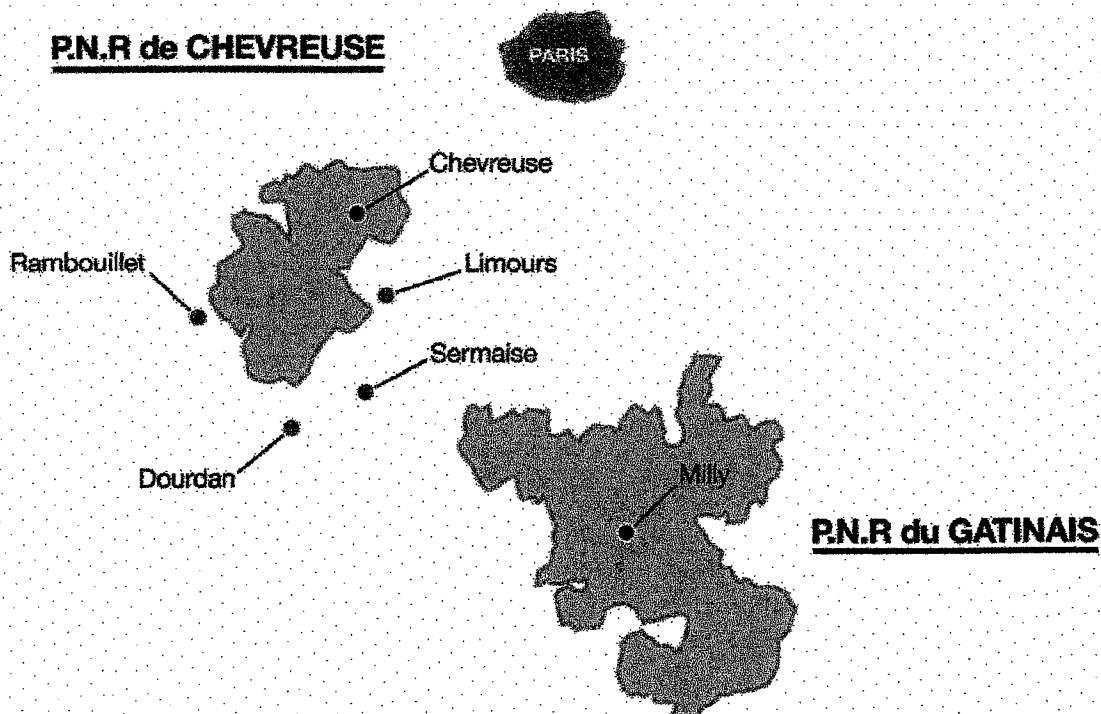 P.N.R de CHEVREUSE
PARIS
Chevreuse
Rambouillet
Limours
Sermaise
Dourdan
Milly
P.N.R du GATINAIS